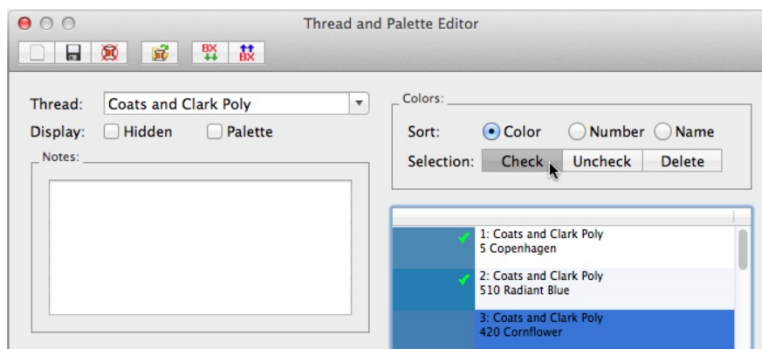 Thread and Palette Editor
BX
BX
Thread: Coats and Clark Poly
Display: Hidden Palette
Notes:
Colors:
Sort: Color Number Name
Selection: Check Uncheck Delete
1: Coats and Clark Poly
5 Copenhagen
2: Coats and Clark Poly
510 Radiant Blue
3: Coats and Clark Poly
420 Cornflower